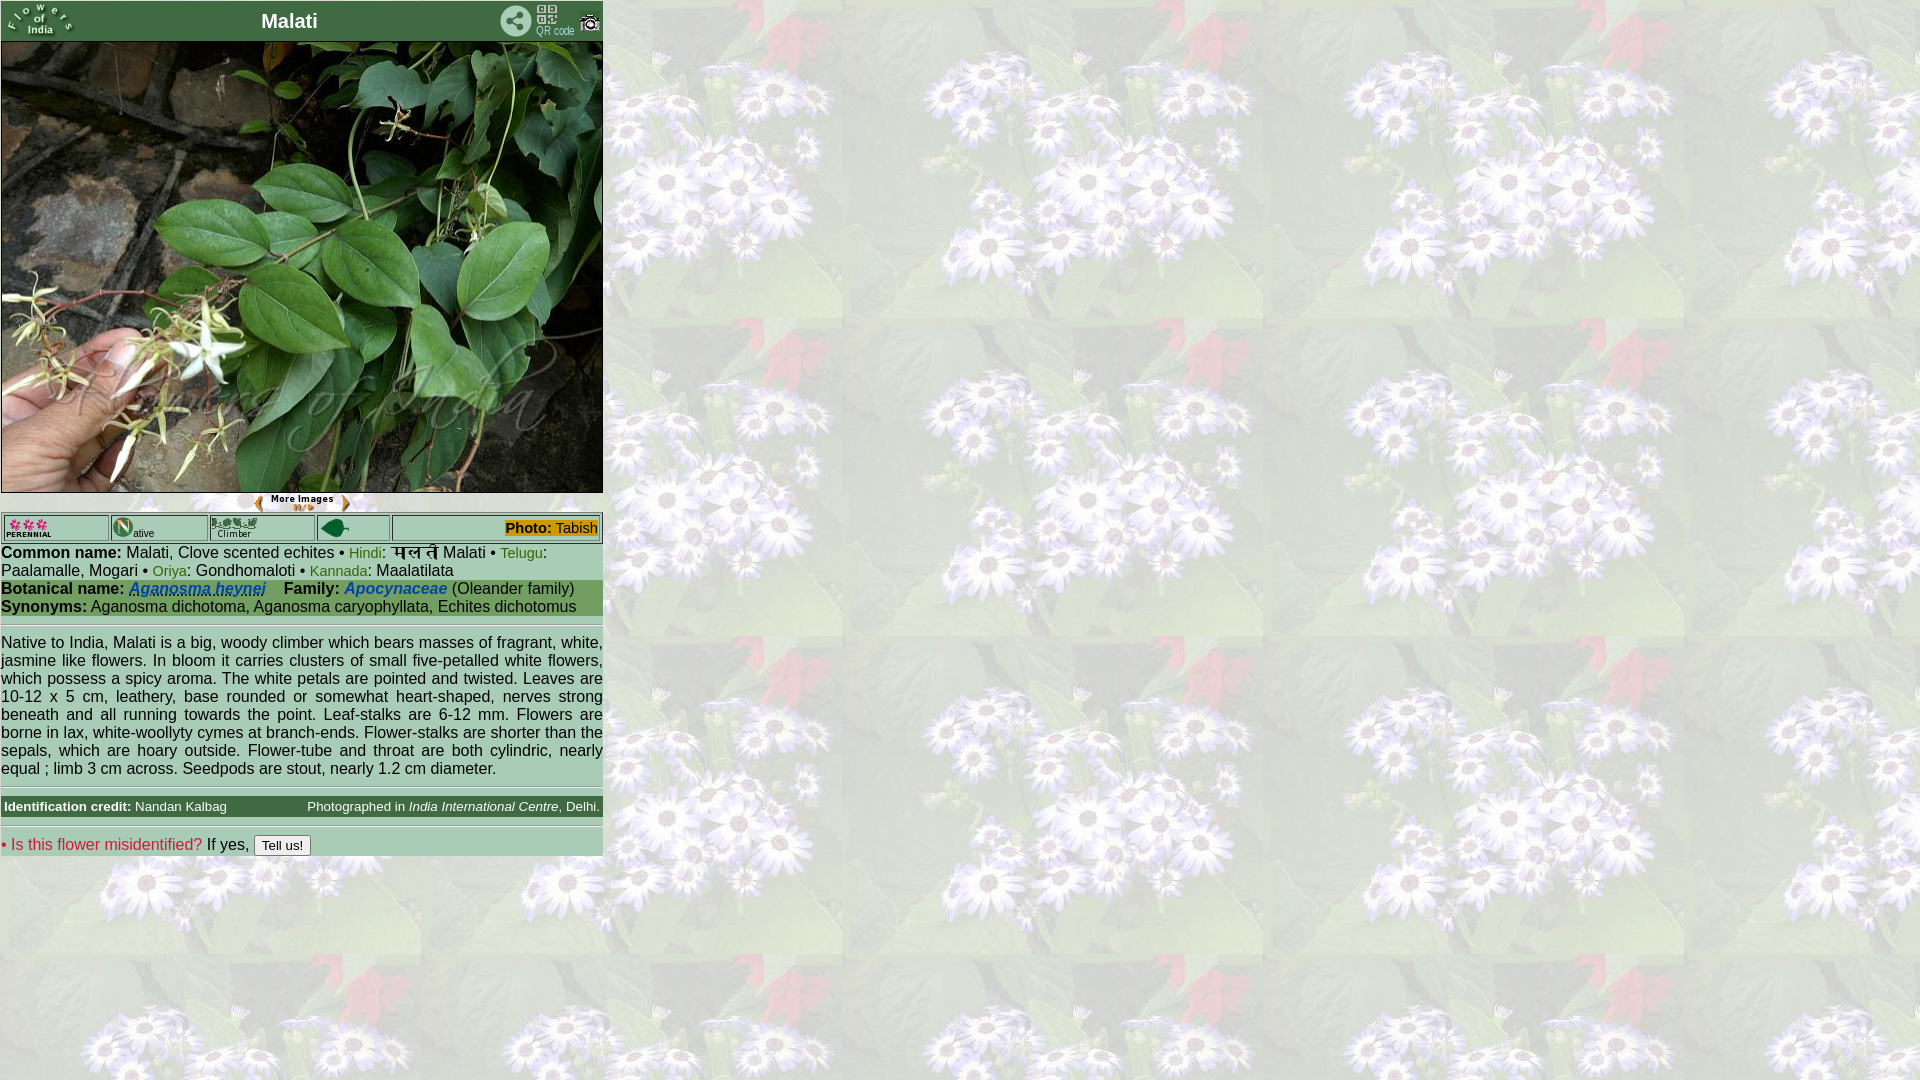 Flowers of India
Malati
QR code
Flowers of India
More Images
PERENNIAL
Native
Climber
Photo: Tabish
Common name: Malati, Clove scented echites • Hindi: मलती Malati • Telugu:
Paalamalle, Mogari • Oriya: Gondhomaloti • Kannada: Maalatilata
Botanical name: Aganosma heynei Family: Apocynaceae (Oleander family)
Synonyms: Aganosma dichotoma, Aganosma caryophyllata, Echites dichotomus
Native to India, Malati is a big, woody climber which bears masses of fragrant, white,
jasmine like flowers. In bloom it carries clusters of small five-petalled white flowers,
which possess a spicy aroma. The white petals are pointed and twisted. Leaves are
10-12 x 5 cm, leathery, base rounded or somewhat heart-shaped, nerves strong
beneath and all running towards the point. Leaf-stalks are 6-12 mm. Flowers are
borne in lax, white-woollyty cymes at branch-ends. Flower-stalks are shorter than the
sepals, which are hoary outside. Flower-tube and throat are both cylindric, nearly
equal ; limb 3 cm across. Seedpods are stout, nearly 1.2 cm diameter.
Identification credit: Nandan Kalbag Photographed in India International Centre, Delhi.
• Is this flower misidentified? If yes, Tell us!